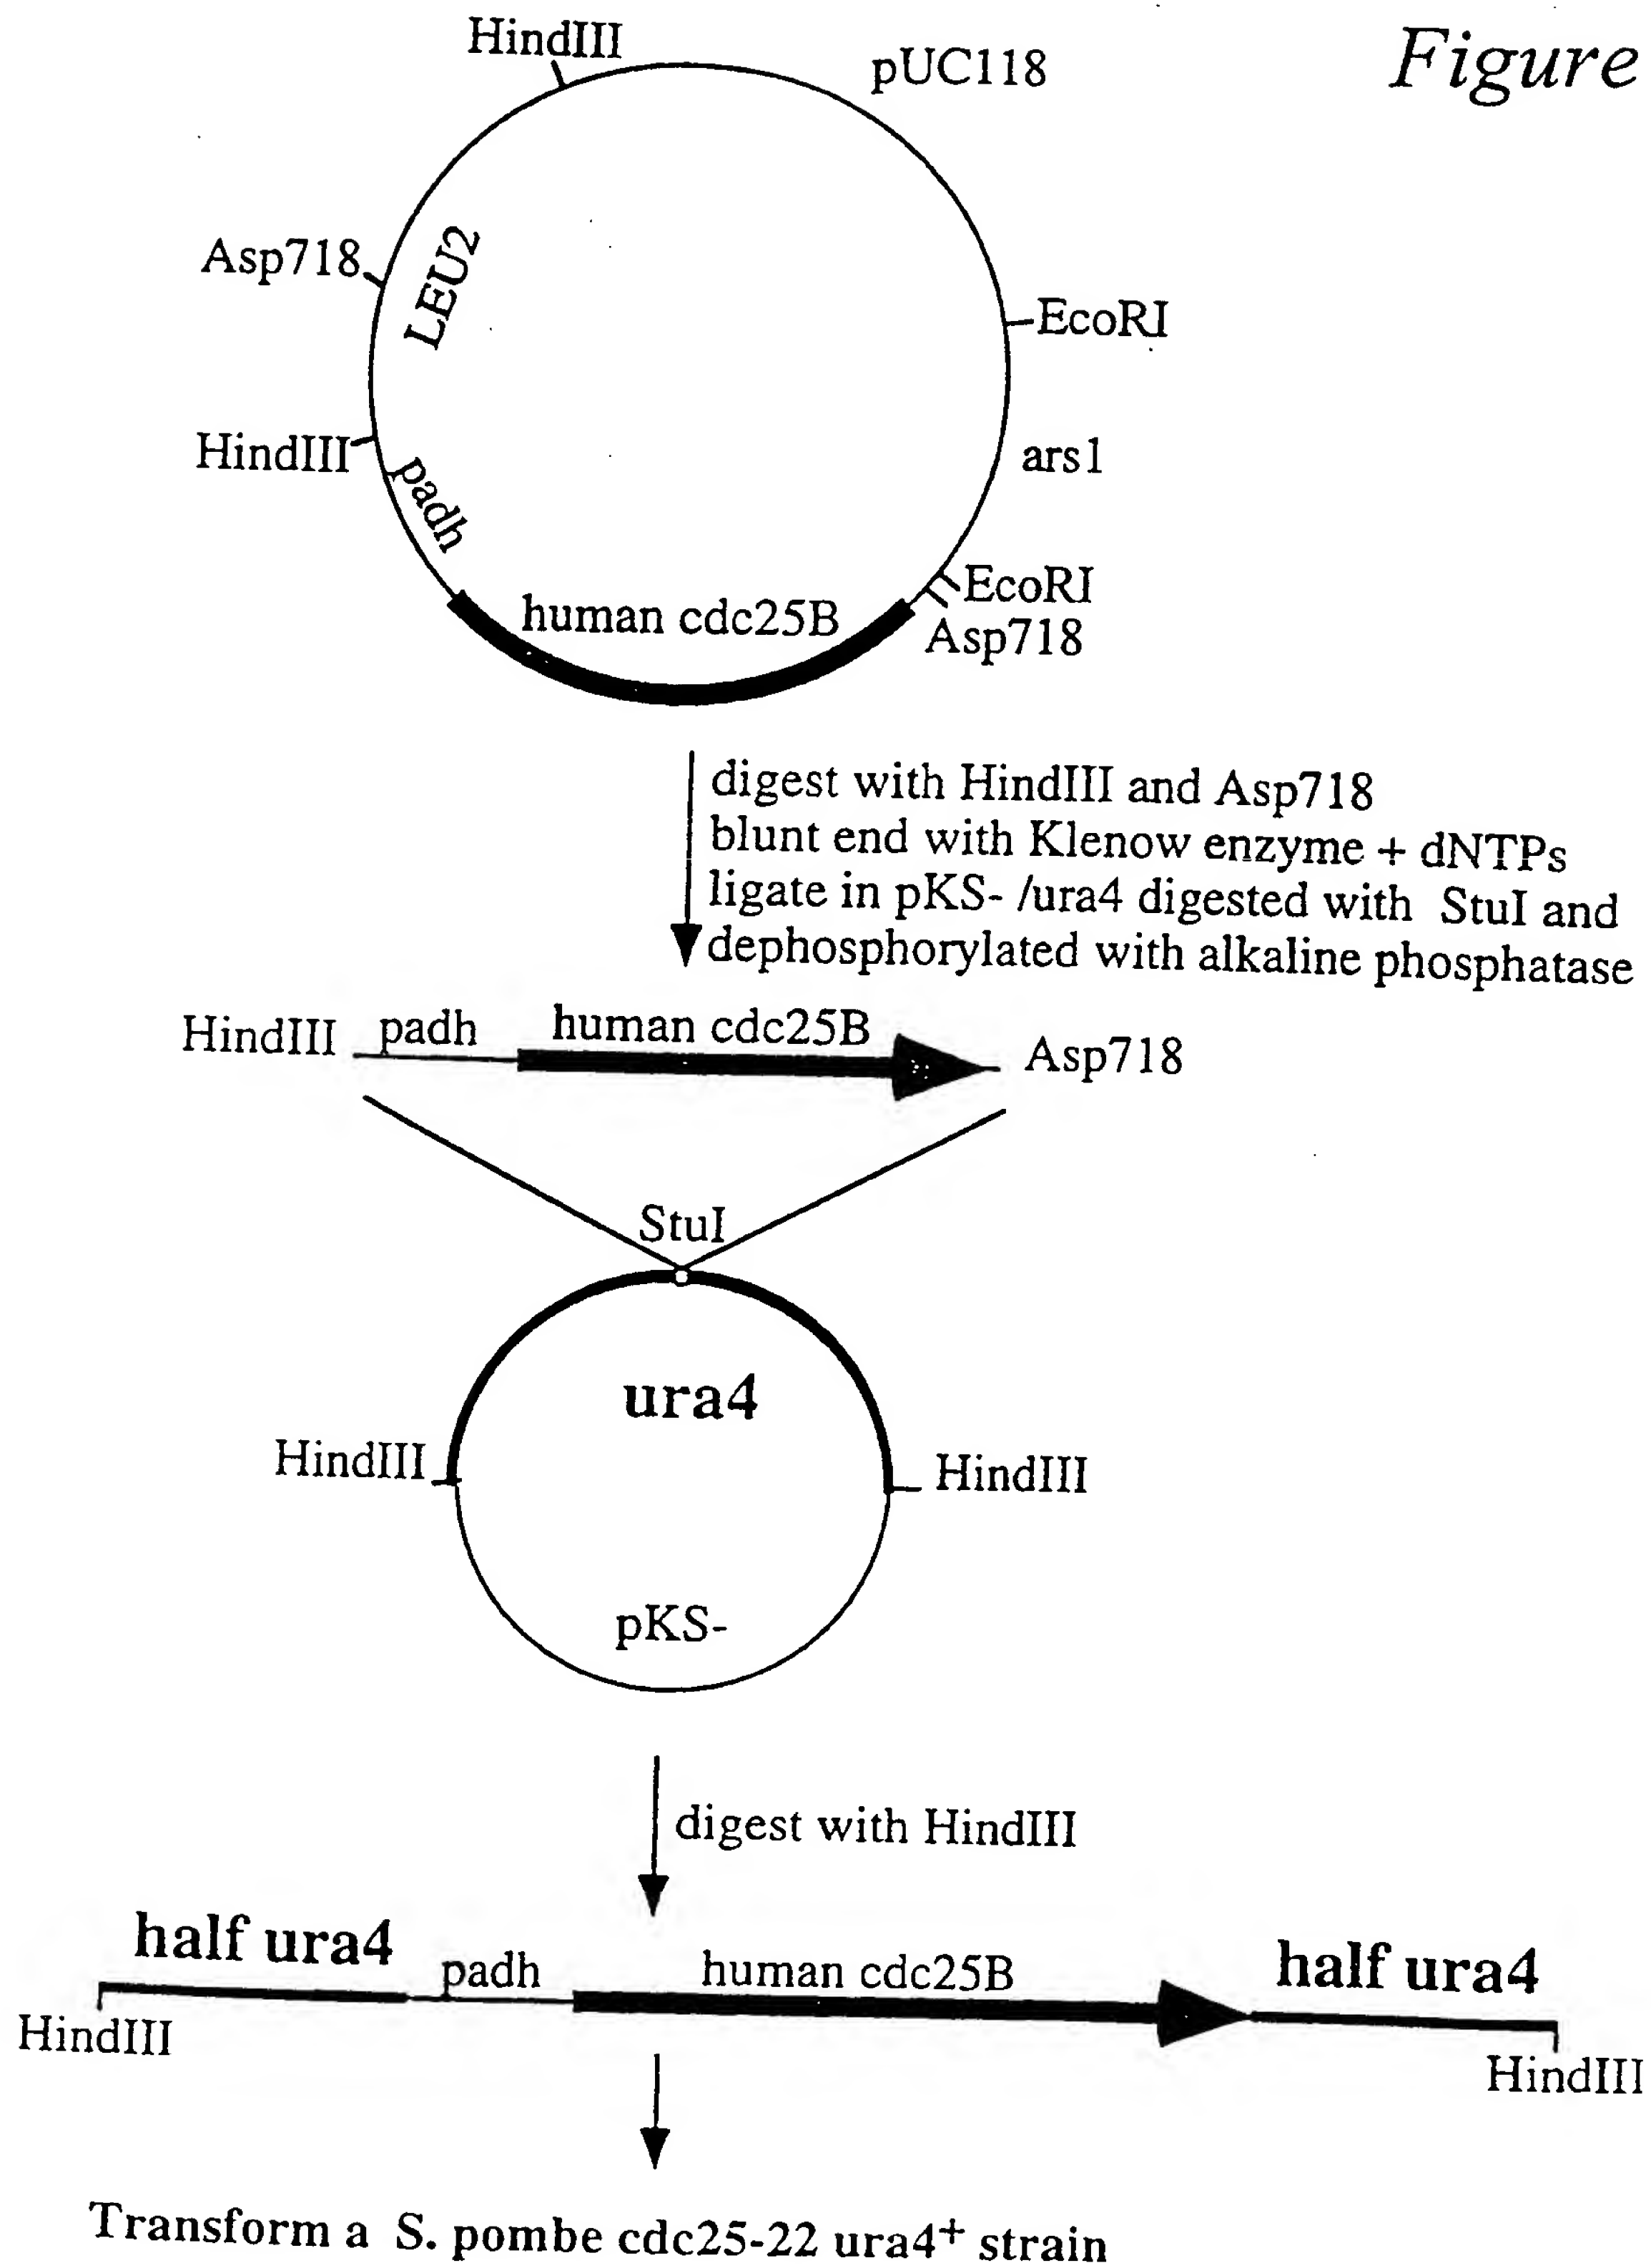 Figure
HindIII
pUC118
Asp718
LEU2
EcoRI
HindIII
padh
ars1
human cdc25B
EcoRI
Asp718
digest with HindIII and Asp718
blunt end with Klenow enzyme + dNTPs
ligate in pKS- /ura4 digested with StuI and
dephosphorylated with alkaline phosphatase
HindIII padh human cdc25B Asp718
StuI
ura4
HindIII HindIII
pKS-
digest with HindIII
half ura4 padh human cdc25B half ura4
HindIII
HindIII
Transform a S. pombe cdc25-22 ura4+ strain